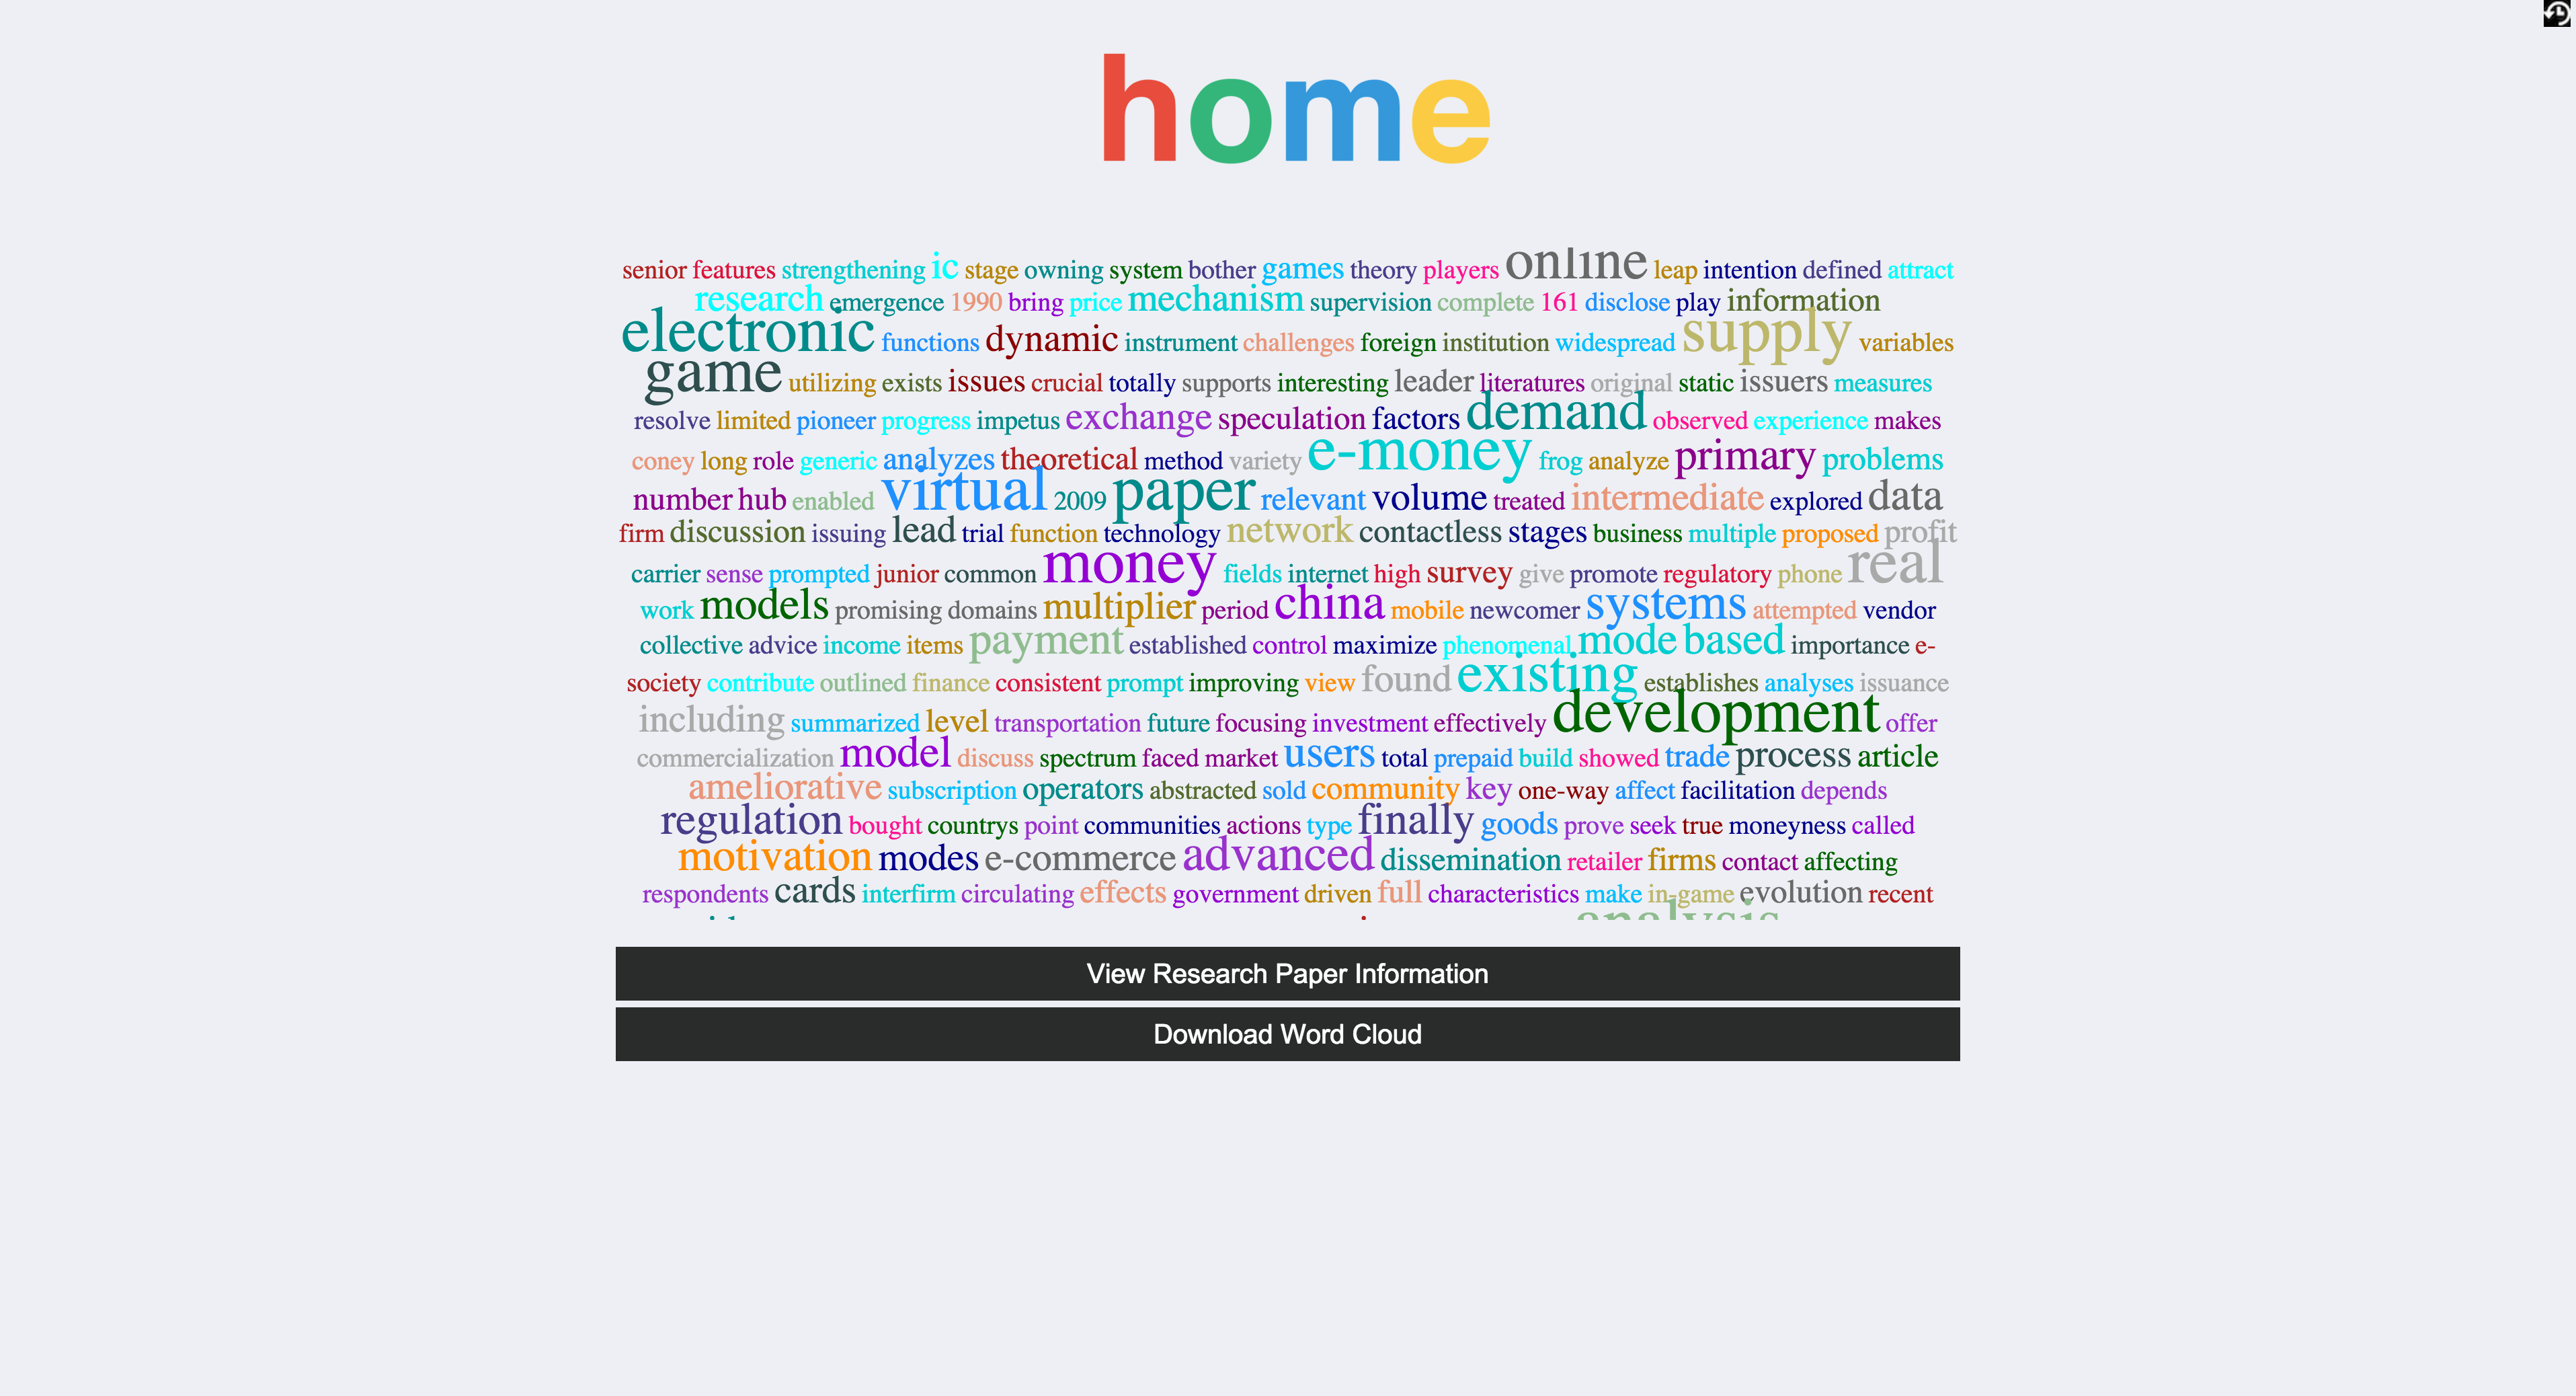 home
senior features strengthening ic stage owning system bother games theory players online leap intention defined attract
research emergence 1990 bring price mechanism supervision complete 161 disclose play information
electronic functions dynamic instrument challenges foreign institution widespread supply variables
game utilizing exists issues crucial totally supports interesting leader literatures original static issuers measures
resolve limited pioneer progress impetus exchange speculation factors demand observed experience makes
coney long role generic analyzes theoretical method variety e-money frog analyze primary problems
number hub enabled virtual 2009 paper relevant volume treated intermediate explored data
firm discussion issuing lead trial function technology network contactless stages business multiple proposed profit
carrier sense prompted junior common money fields internet high survey give promote regulatory phone real
work models promising domains multiplier period china mobile newcomer systems attempted vendor
collective advice income items payment established control maximize phenomenal mode based importance e-
society contribute outlined finance consistent prompt improving view found existing establishes analyses issuance
including summarized level transportation future focusing investment effectively development offer
commercialization model discuss spectrum faced market users total prepaid build showed trade process article
ameliorative subscription operators abstracted sold community key one-way affect facilitation depends
regulation bought countrys point communities actions type finally goods prove seek true moneyness called
motivation modes e-commerce advanced dissemination retailer firms contact affecting
respondents cards interfirm circulating effects government driven full characteristics make in-game evolution recent
analysis
View Research Paper Information
Download Word Cloud